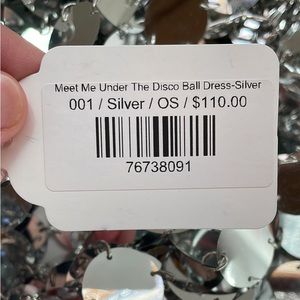 Meet Me Under The Disco Ball Dress-Silver
001 / Silver / OS / $110.00
76738091